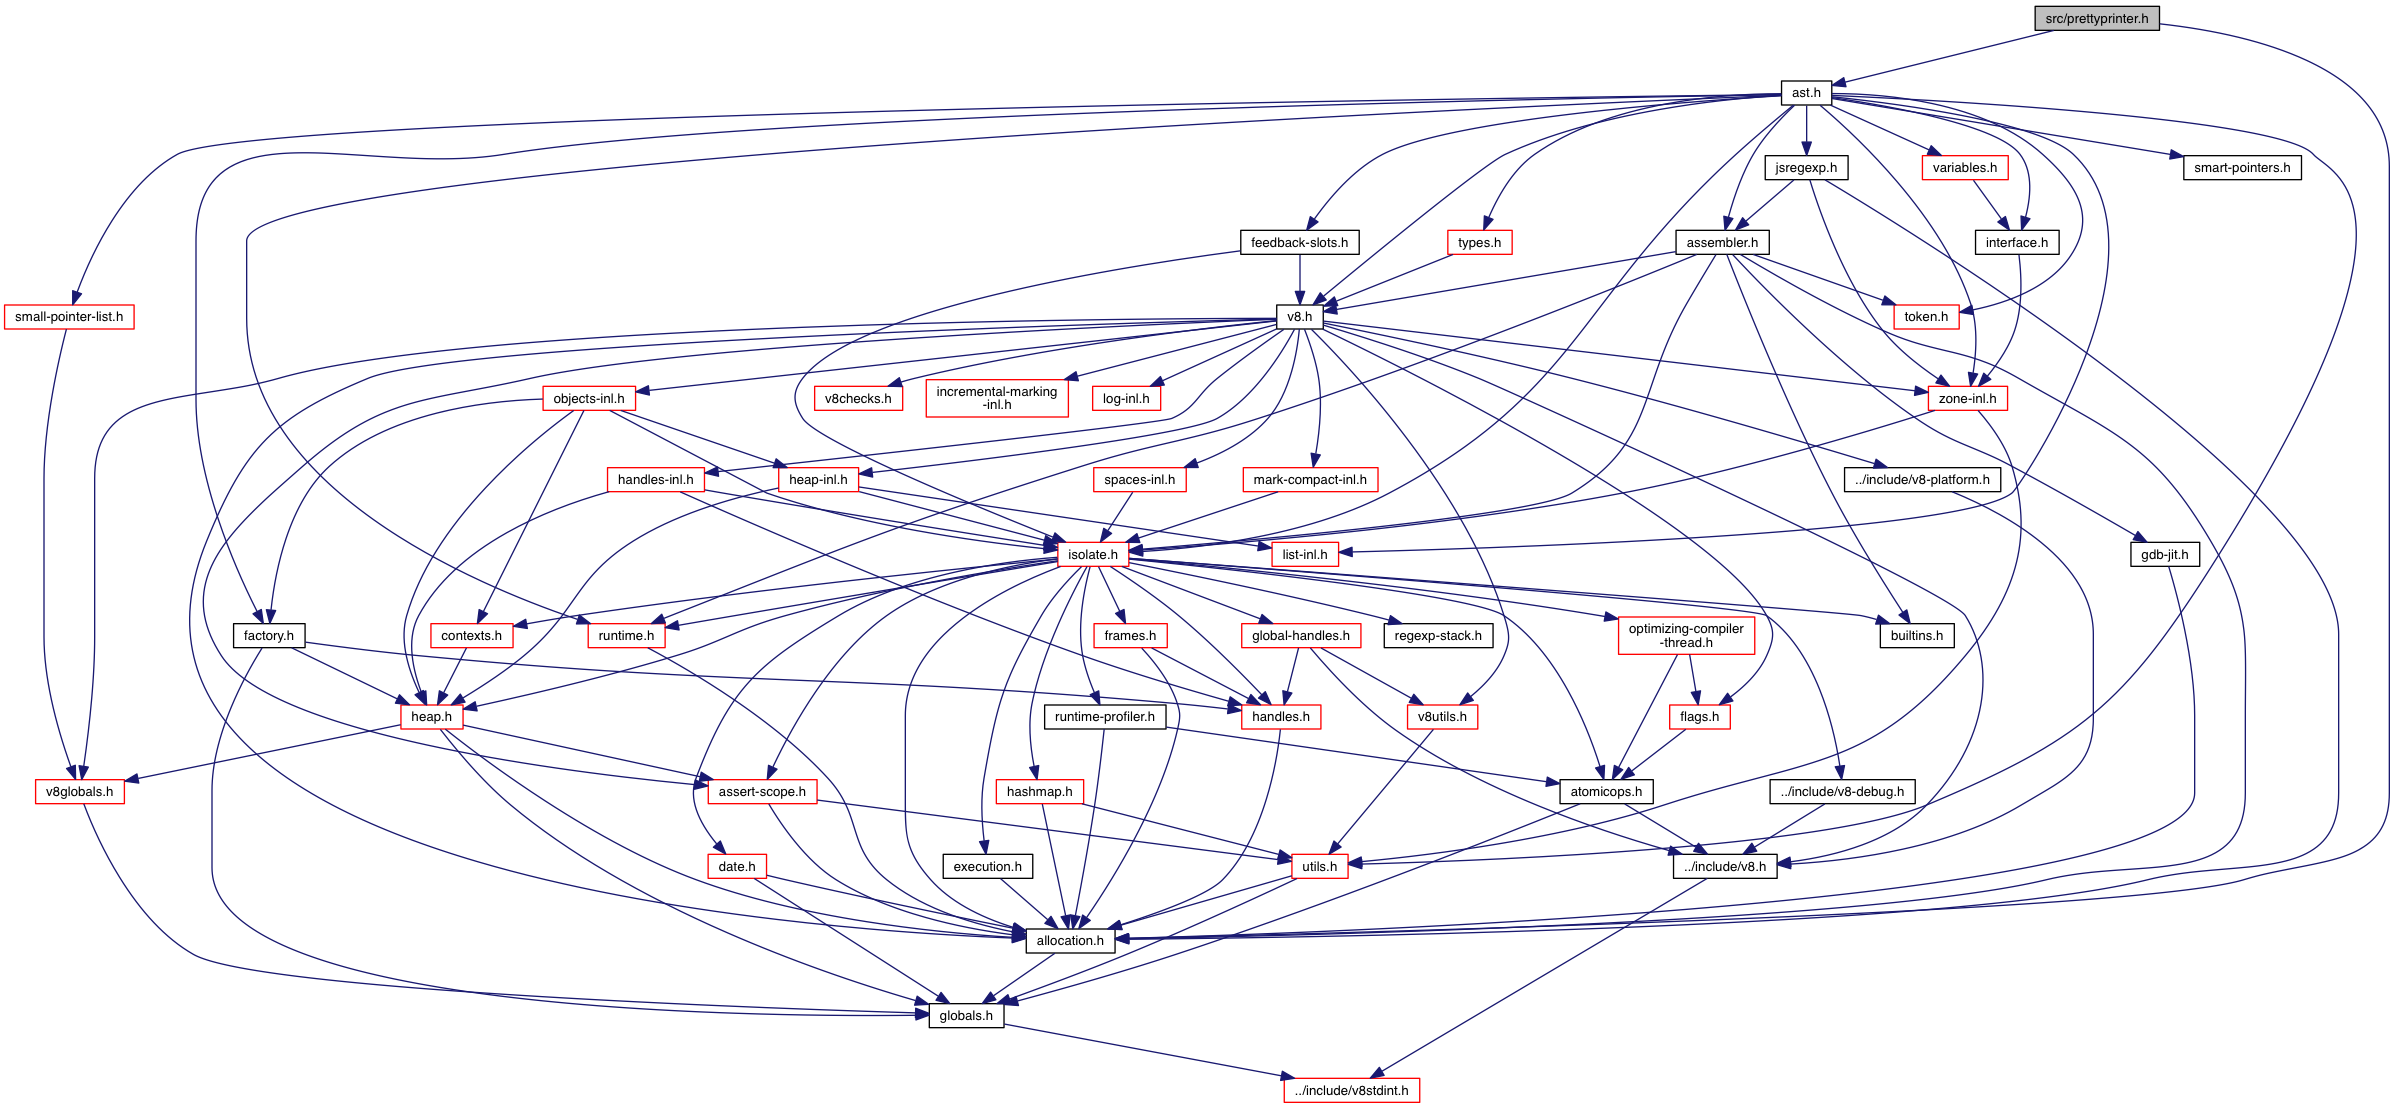 src/prettyprinter.h
ast.h
jsregexp.h
variables.h
smart-pointers.h
feedback-slots.h
types.h
assembler.h
interface.h
small-pointer-list.h
v8.h
token.h
objects-inl.h
v8checks.h
incremental-marking
-inl.h
log-inl.h
zone-inl.h
handles-inl.h
heap-inl.h
spaces-inl.h
mark-compact-inl.h
../include/v8-platform.h
isolate.h
list-inl.h
gdb-jit.h
factory.h
contexts.h
runtime.h
frames.h
global-handles.h
regexp-stack.h
optimizing-compiler
-thread.h
builtins.h
heap.h
runtime-profiler.h
handles.h
v8utils.h
flags.h
v8globals.h
assert-scope.h
hashmap.h
atomicops.h
../include/v8-debug.h
date.h
execution.h
utils.h
../include/v8.h
allocation.h
globals.h
../include/v8stdint.h